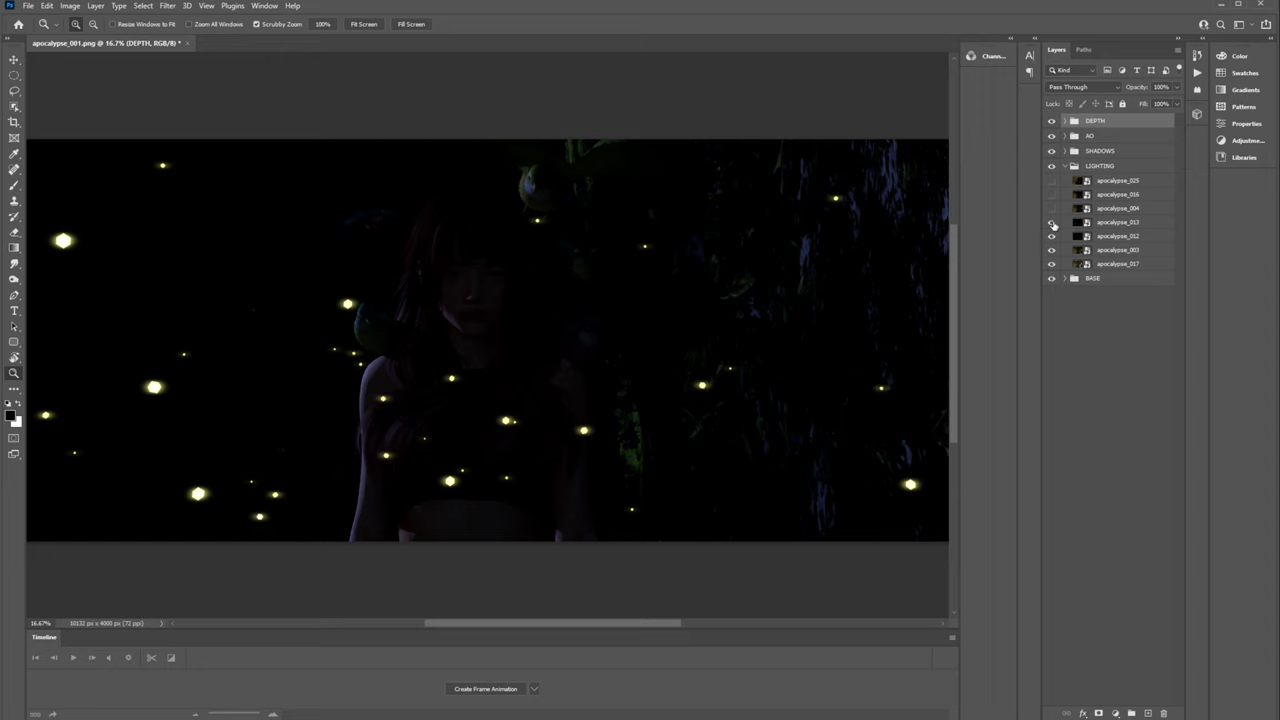 Ps File Edit Image Layer Type Select Filter 3D View Plugins Window Help
Resize Windows to Fit Zoom All Windows Scrubby Zoom 100% Fit Screen Fill Screen
apocalypse_001.png @ 16.7% (DEPTH, RGB/8) * ×
Chann...
A
Layers Paths
Kind
Pass Through Opacity: 100%
Lock: Fill: 100%
DEPTH
AO
SHADOWS
LIGHTING
apocalypse_025
apocalypse_016
apocalypse_004
apocalypse_013
apocalypse_012
apocalypse_003
apocalypse_017
BASE
Color
Swatches
Gradients
Patterns
Properties
Adjustme...
Libraries
16.67% 10132 px x 4000 px (72 ppi)
Timeline
Create Frame Animation
fx